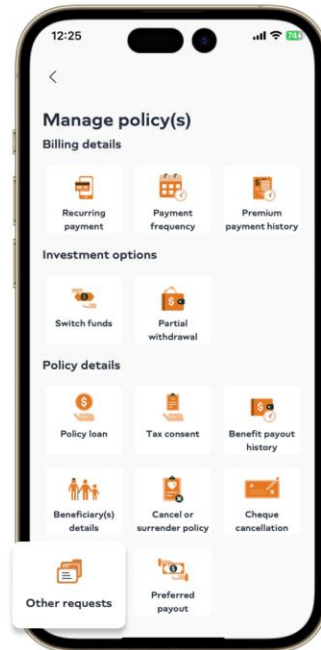 12:25
74
Manage policy(s)
Billing details
Recurring payment
Payment frequency
Premium payment history
Investment options
Switch funds
Partial withdrawal
Policy details
Policy loan
Tax consent
Benefit payout history
Beneficiary(s) details
Cancel or surrender policy
Cheque cancellation
Other requests
Preferred payout